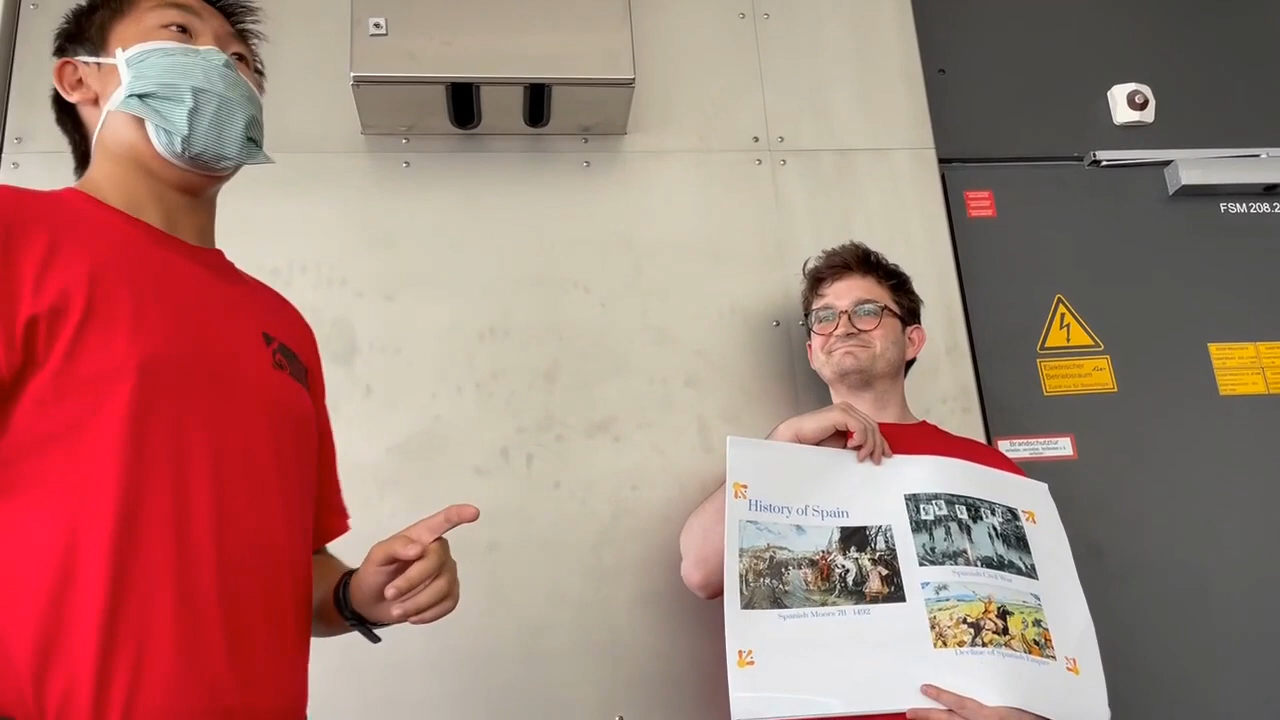 FSM 208.2
Elektrischer
Betriebsraum
Brandschutztür
History of Spain
Spanish Civil War
Spanish Moors 711 - 1492
Decline of Spanish Empire